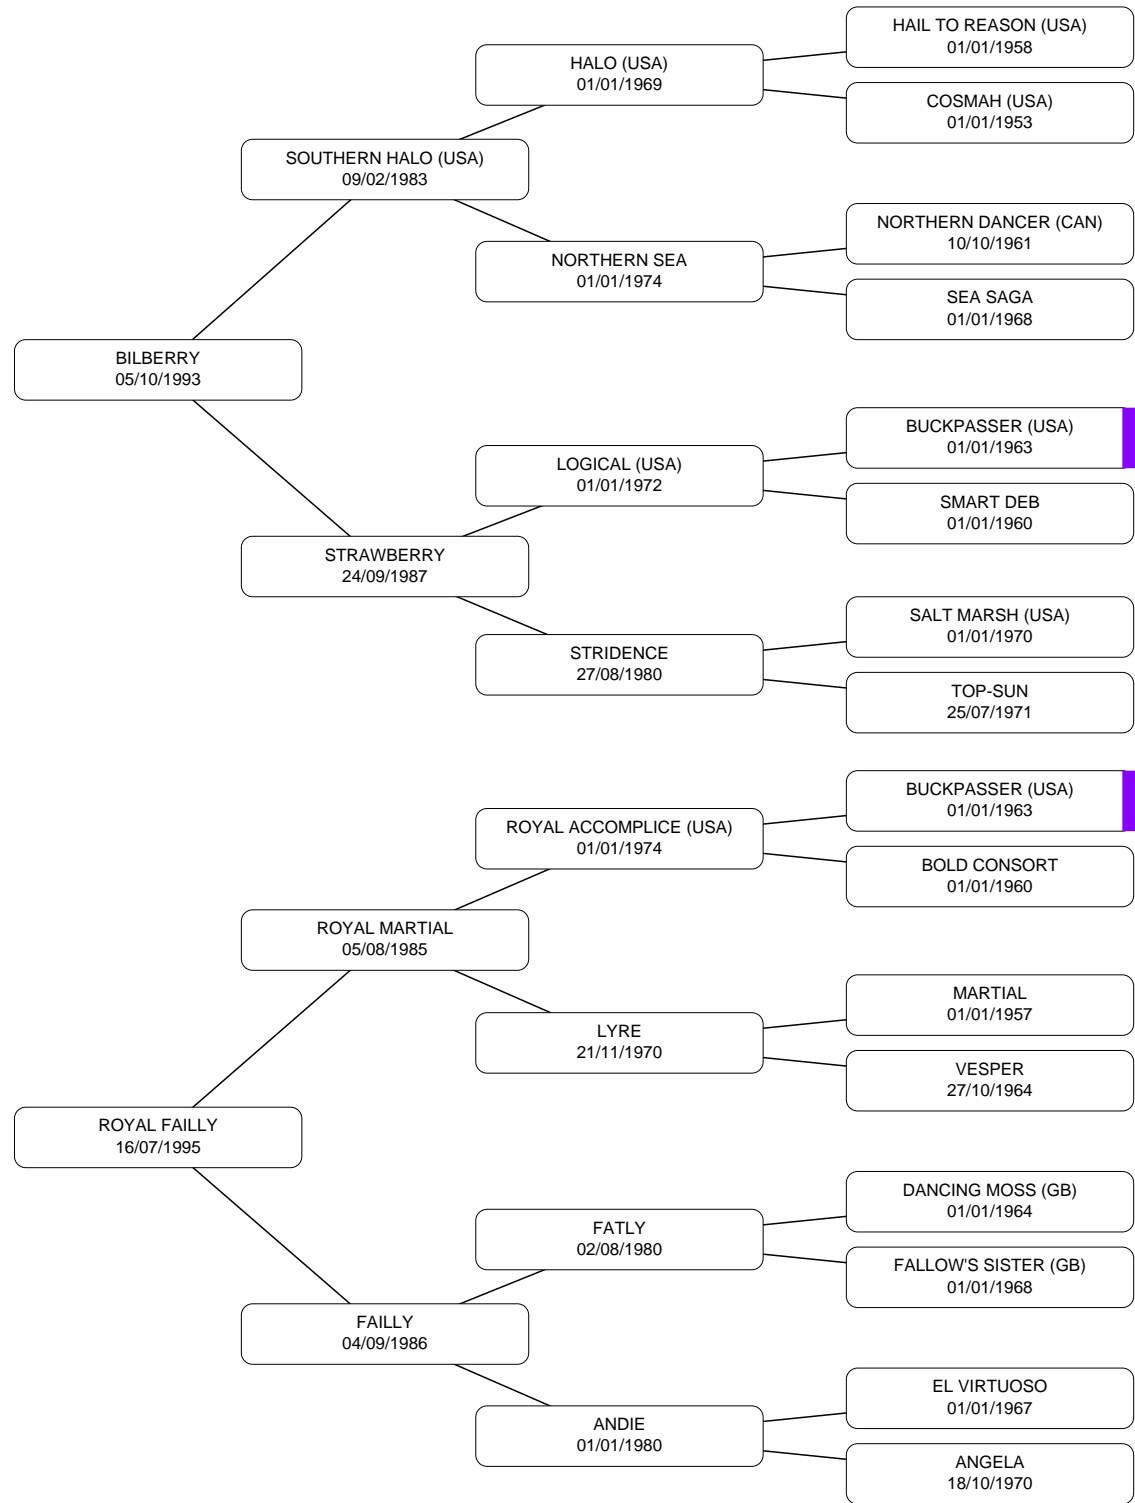 HAIL TO REASON (USA)
01/01/1958
HALO (USA)
01/01/1969
COSMAH (USA)
01/01/1953
SOUTHERN HALO (USA)
09/02/1983
NORTHERN DANCER (CAN)
10/10/1961
NORTHERN SEA
01/01/1974
SEA SAGA
01/01/1968
BILBERRY
05/10/1993
BUCKPASSER (USA)
01/01/1963
LOGICAL (USA)
01/01/1972
SMART DEB
01/01/1960
STRAWBERRY
24/09/1987
SALT MARSH (USA)
01/01/1970
STRIDENCE
27/08/1980
TOP-SUN
25/07/1971
BUCKPASSER (USA)
01/01/1963
ROYAL ACCOMPLICE (USA)
01/01/1974
BOLD CONSORT
01/01/1960
ROYAL MARTIAL
05/08/1985
MARTIAL
01/01/1957
LYRE
21/11/1970
VESPER
27/10/1964
ROYAL FAILLY
16/07/1995
DANCING MOSS (GB)
01/01/1964
FATLY
02/08/1980
FALLOW'S SISTER (GB)
01/01/1968
FAILLY
04/09/1986
EL VIRTUOSO
01/01/1967
ANDIE
01/01/1980
ANGELA
18/10/1970